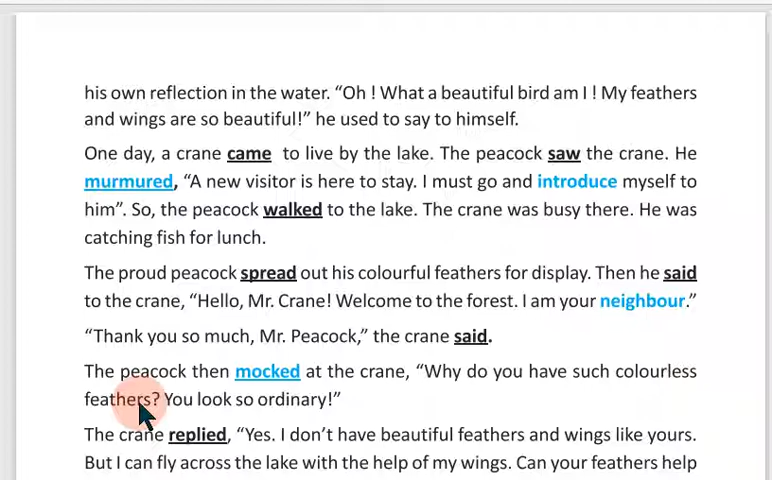 his own reflection in the water. “Oh ! What a beautiful bird am I ! My feathers
and wings are so beautiful!” he used to say to himself.
One day, a crane came to live by the lake. The peacock saw the crane. He
murmured, “A new visitor is here to stay. I must go and introduce myself to
him”. So, the peacock walked to the lake. The crane was busy there. He was
catching fish for lunch.
The proud peacock spread out his colourful feathers for display. Then he said
to the crane, “Hello, Mr. Crane! Welcome to the forest. I am your neighbour.”
“Thank you so much, Mr. Peacock,” the crane said.
The peacock then mocked at the crane, “Why do you have such colourless
feathers? You look so ordinary!”
The crane replied, “Yes. I don’t have beautiful feathers and wings like yours.
But I can fly across the lake with the help of my wings. Can your feathers help